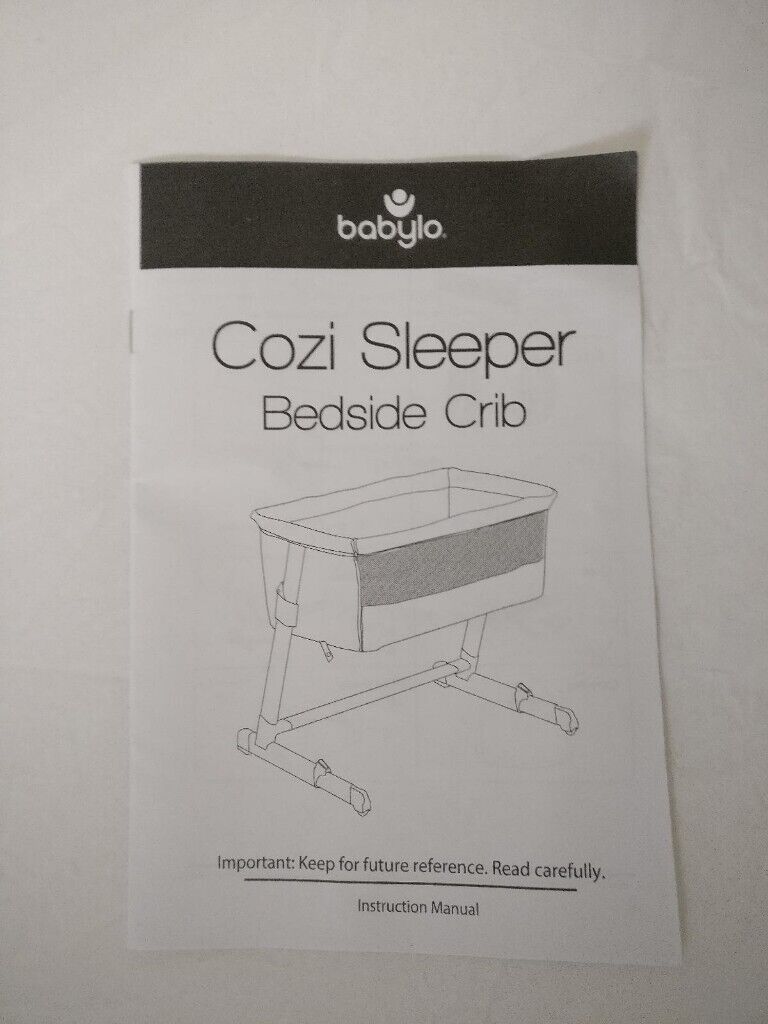 babylo
Cozi Sleeper
Bedside Crib
Important: Keep for future reference. Read carefully.
Instruction Manual